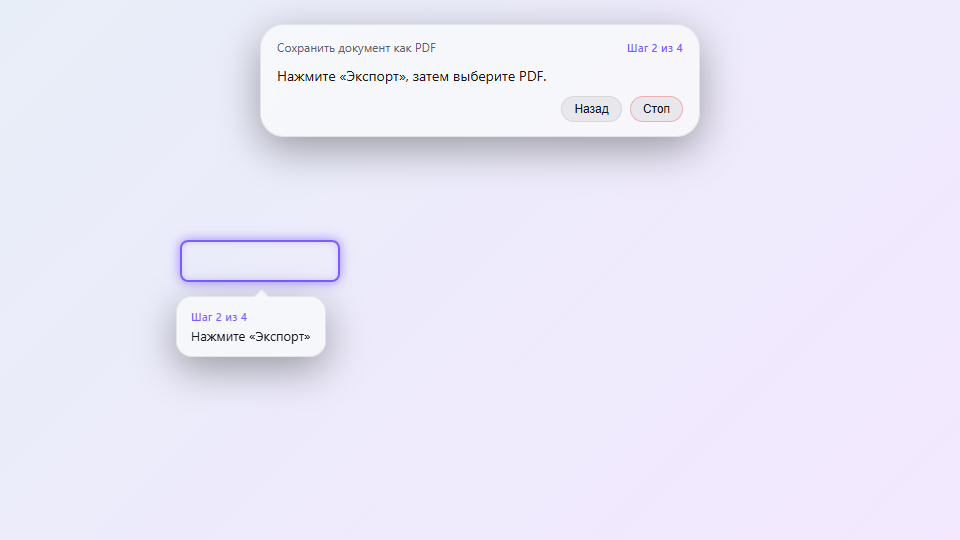 Сохранить документ как PDF
Шаг 2 из 4
Нажмите «Экспорт», затем выберите PDF.
Назад
Стоп
Шаг 2 из 4
Нажмите «Экспорт»